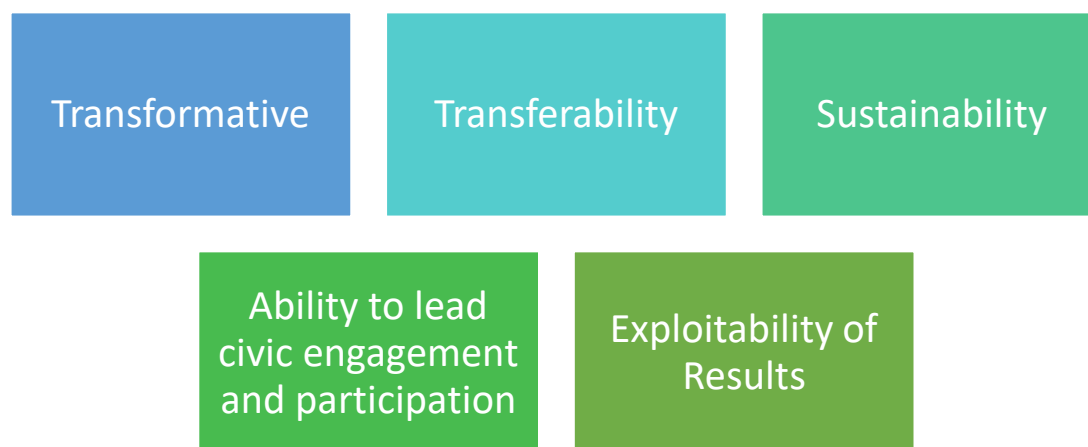 Transformative
Transferability
Sustainability
Ability to lead
civic engagement
and participation
Exploitability of
Results